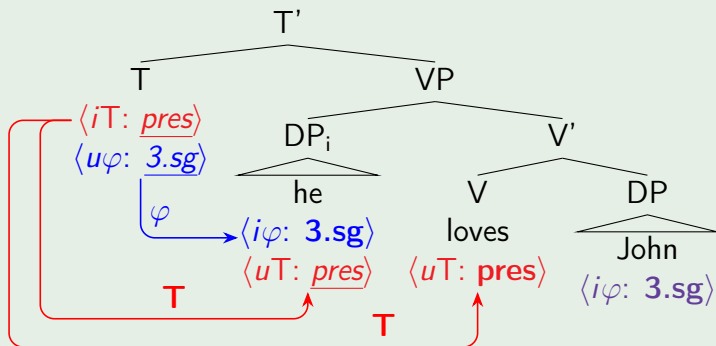 T’
T VP
⟨iT: pres⟩ DPi V’
⟨uφ: 3.sg⟩
he V DP
φ ⟨iφ: 3.sg⟩ loves John
⟨uT: pres⟩ ⟨uT: pres⟩ ⟨iφ: 3.sg⟩
T
T